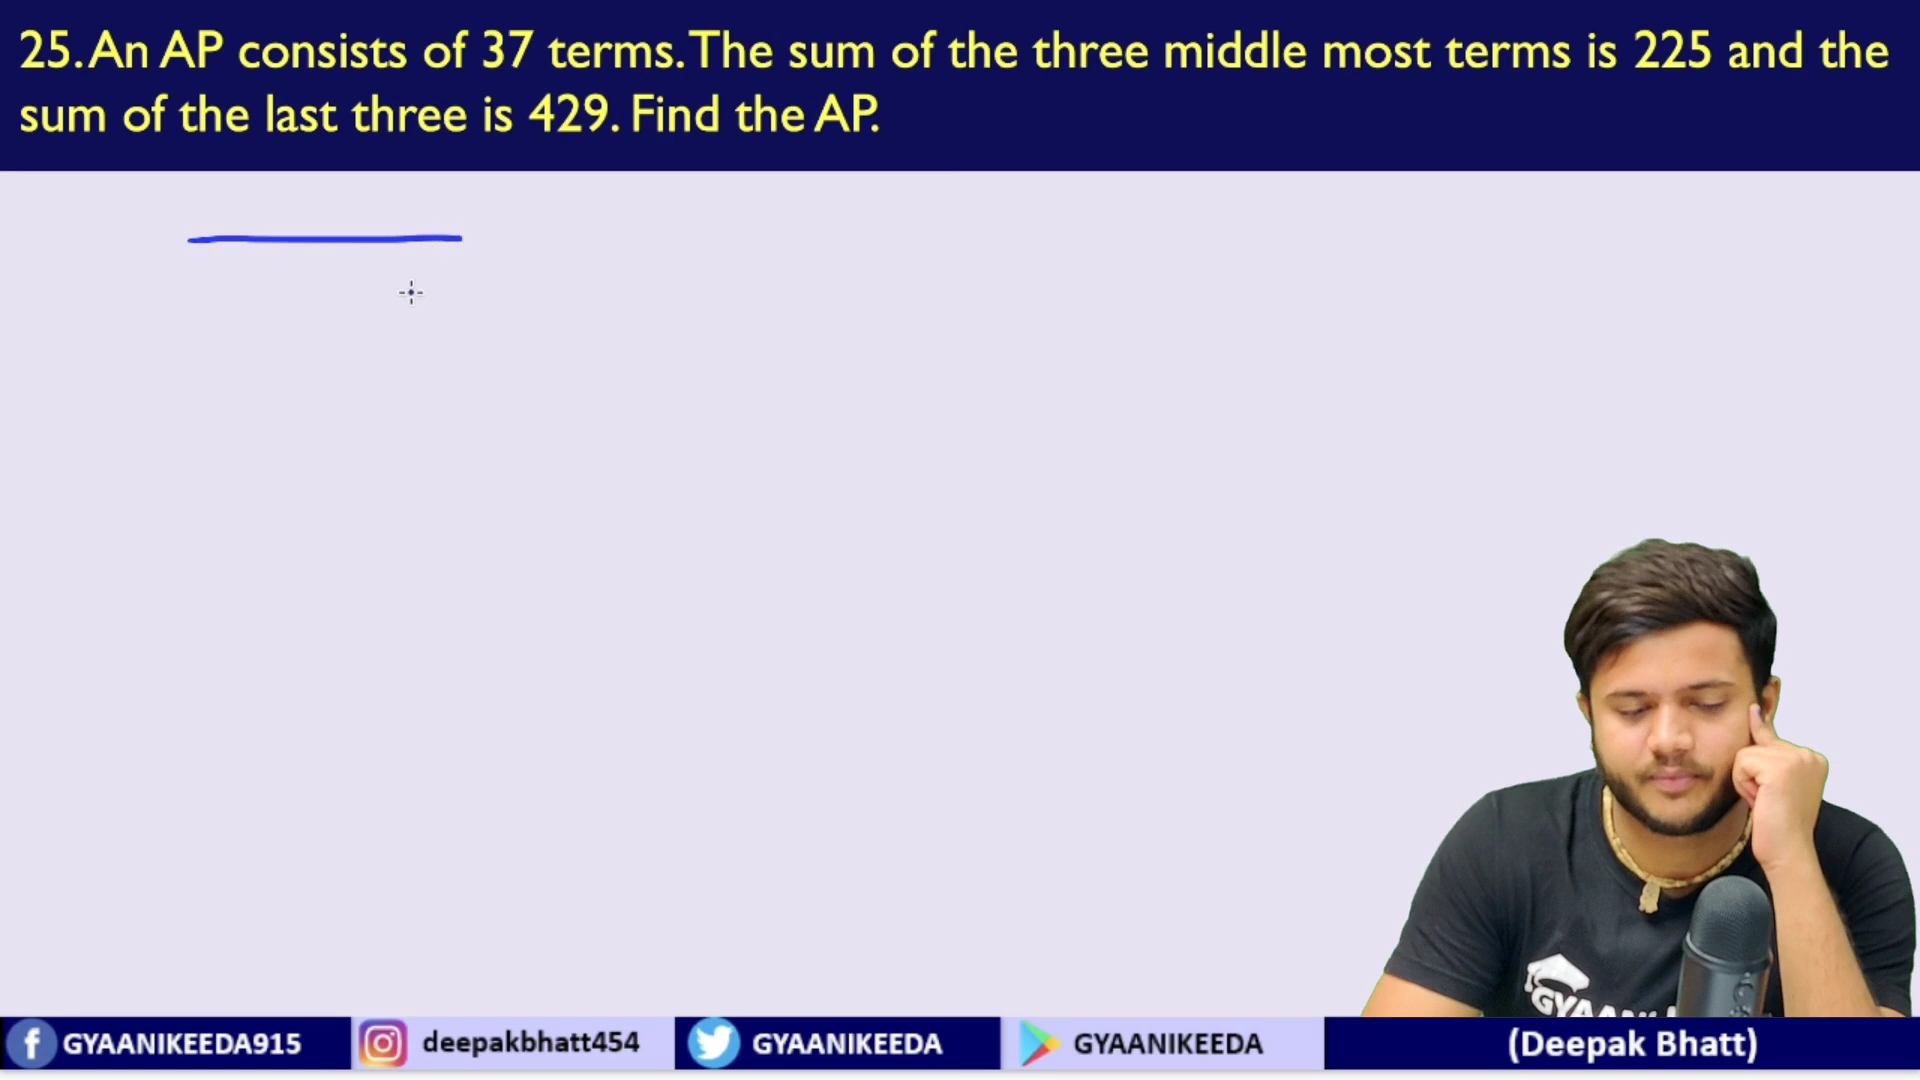 25. An AP consists of 37 terms. The sum of the three middle most terms is 225 and the
sum of the last three is 429. Find the AP.
GYAANIKEEDA915 deepakbhatt454 GYAANIKEEDA GYAANIKEEDA (Deepak Bhatt)